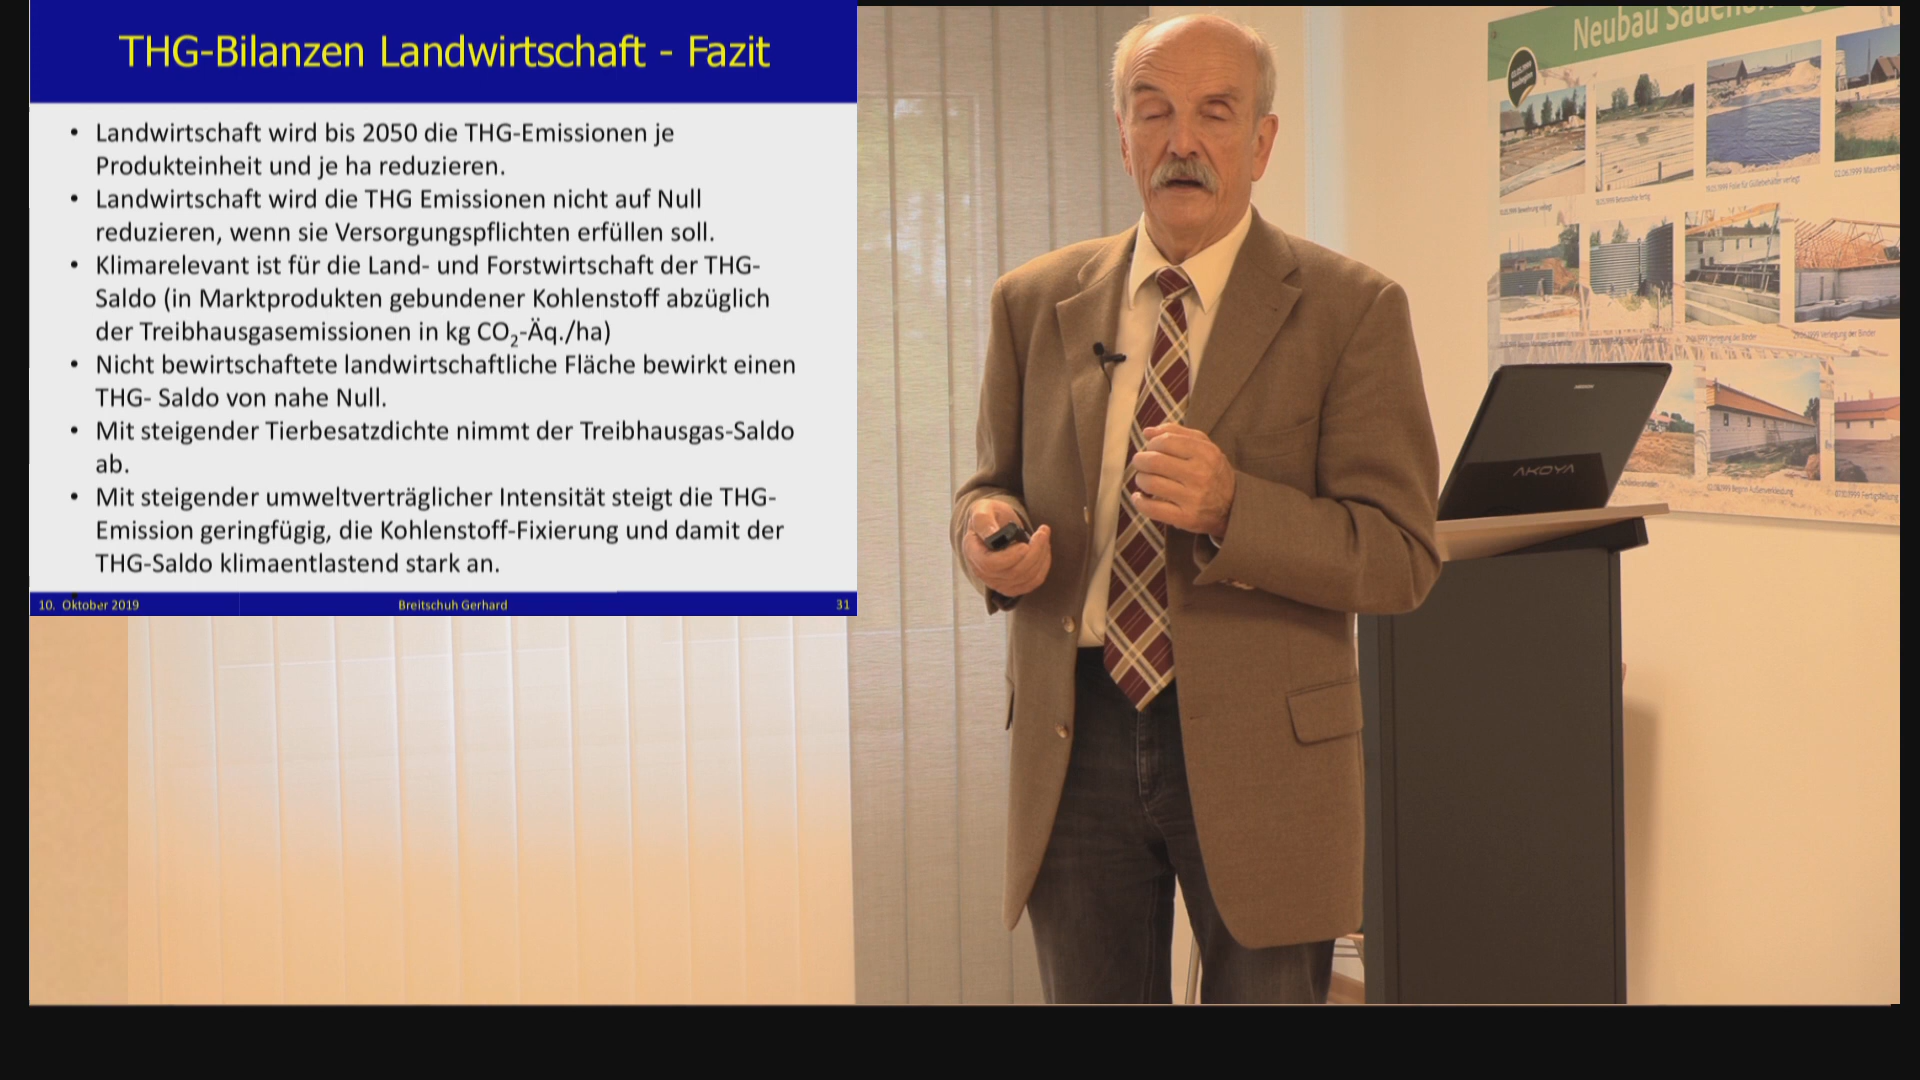 THG-Bilanzen Landwirtschaft - Fazit
• Landwirtschaft wird bis 2050 die THG-Emissionen je
Produkteinheit und je ha reduzieren.
• Landwirtschaft wird die THG Emissionen nicht auf Null
reduzieren, wenn sie Versorgungspflichten erfüllen soll.
• Klimarelevant ist für die Land- und Forstwirtschaft der THG-
Saldo (in Marktprodukten gebundener Kohlenstoff abzüglich
der Treibhausgasemissionen in kg CO₂-Äq./ha)
• Nicht bewirtschaftete landwirtschaftliche Fläche bewirkt einen
THG- Saldo von nahe Null.
• Mit steigender Tierbesatzdichte nimmt der Treibhausgas-Saldo
ab.
• Mit steigender umweltverträglicher Intensität steigt die THG-
Emission geringfügig, die Kohlenstoff-Fixierung und damit der
THG-Saldo klimaentlastend stark an.
10. Oktober 2019
Breitschuh Gerhard
31
Neubau
AKOYA